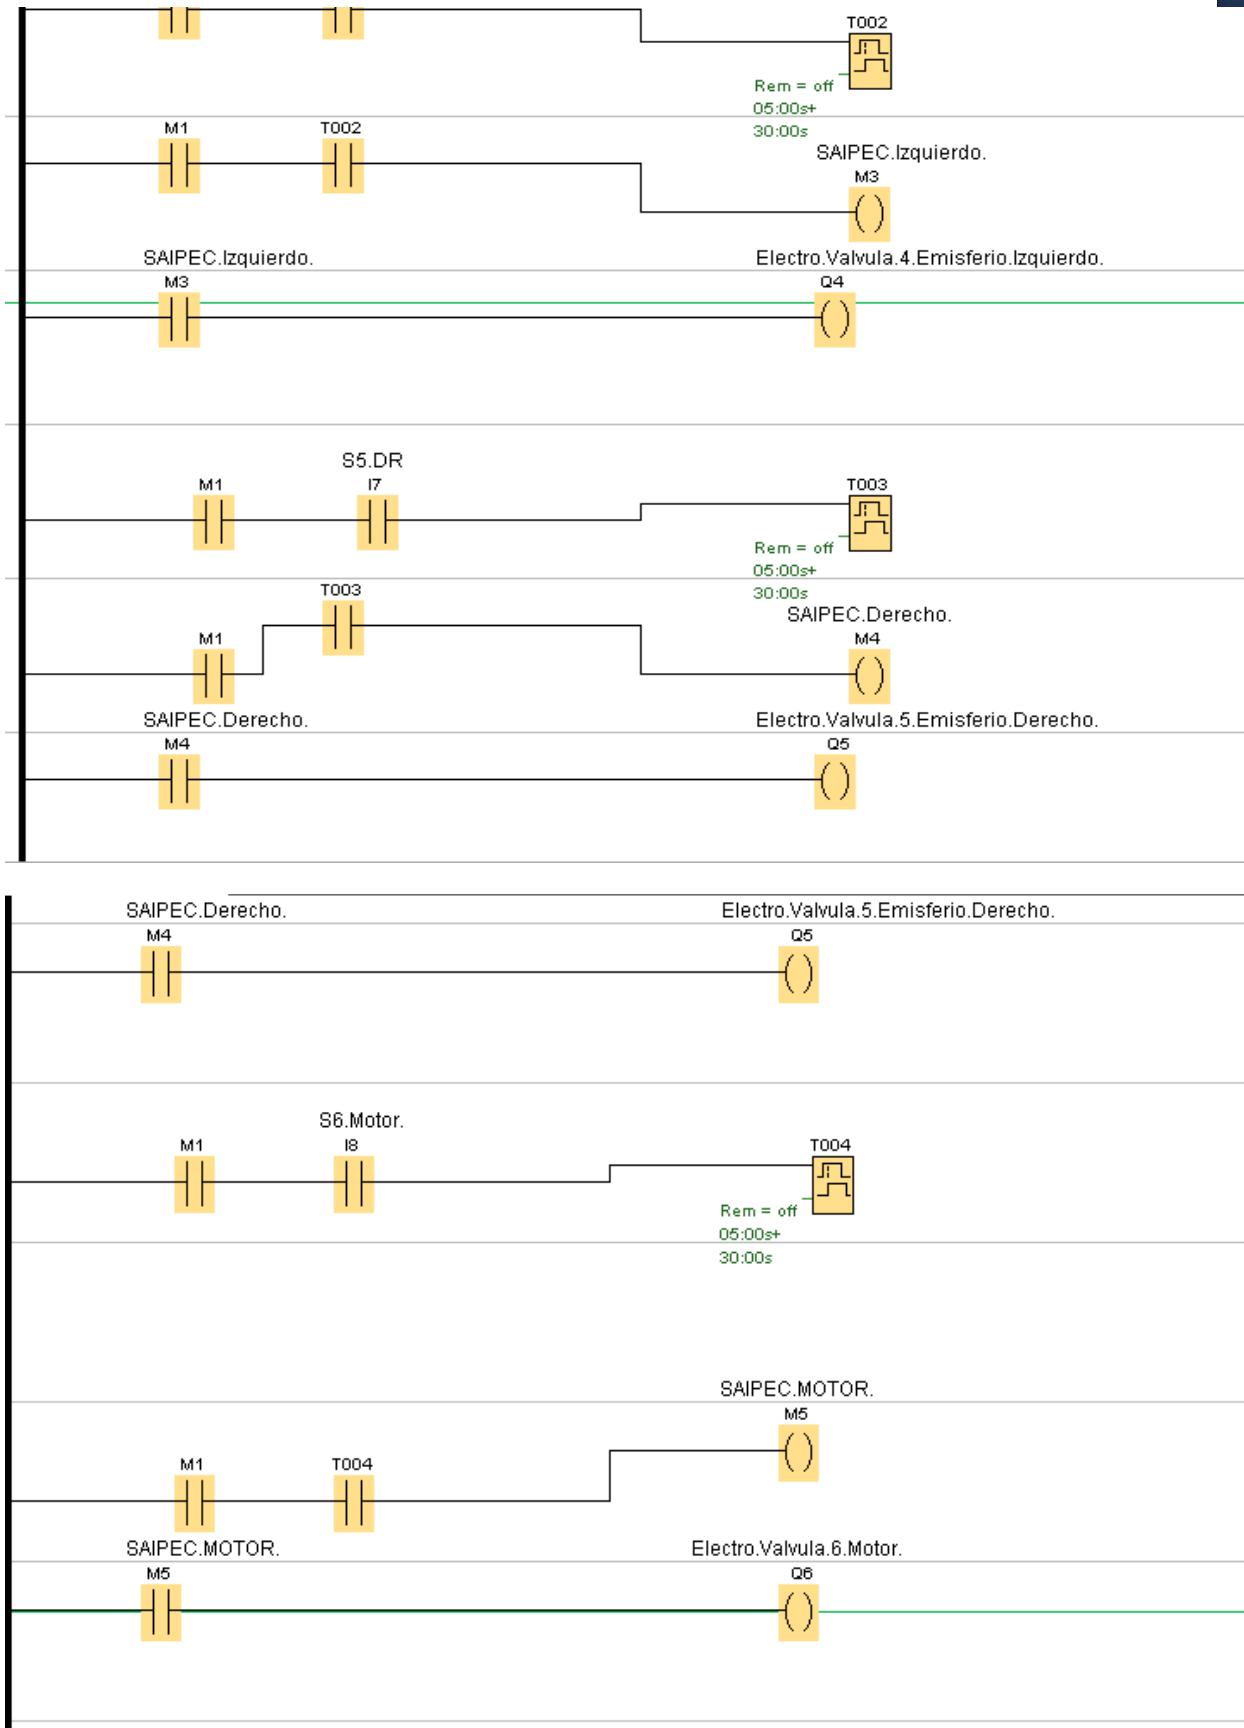 T002
Rem = off
05:00s+
30:00s
M1 T002
SAIPEC.Izquierdo.
M3
SAIPEC.Izquierdo. Electro.Valvula.4.Emisferio.Izquierdo.
M3 Q4
S5.DR
M1 I7 T003
Rem = off
05:00s+
30:00s
T003
SAIPEC.Derecho.
M1 M4
SAIPEC.Derecho. Electro.Valvula.5.Emisferio.Derecho.
M4 Q5
SAIPEC.Derecho. Electro.Valvula.5.Emisferio.Derecho.
M4 Q5
S6.Motor.
M1 I8 T004
Rem = off
05:00s+
30:00s
SAIPEC.MOTOR.
M5
M1 T004
SAIPEC.MOTOR. Electro.Valvula.6.Motor.
M5 Q6